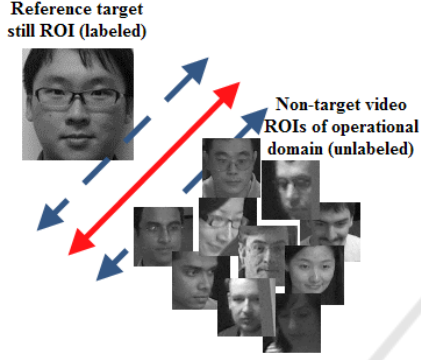 Reference target
still ROI (labeled)
Non-target video
ROIs of operational
domain (unlabeled)